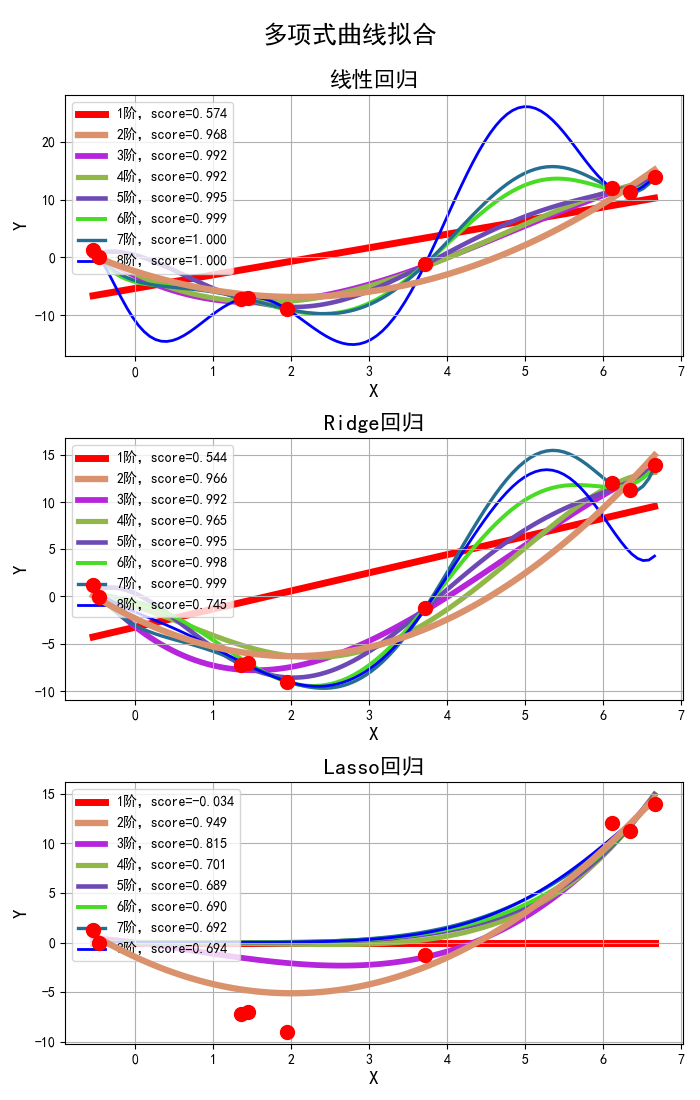 多项式曲线拟合
线性回归
1阶, score=0.574
2阶, score=0.968
3阶, score=0.992
4阶, score=0.992
5阶, score=0.995
6阶, score=0.999
7阶, score=1.000
8阶, score=1.000
Y
20
10
0
−10
0 1 2 3 4 5 6 7
X
Ridge回归
1阶, score=0.544
2阶, score=0.966
3阶, score=0.992
4阶, score=0.965
5阶, score=0.995
6阶, score=0.998
7阶, score=0.999
8阶, score=0.745
Y
15
10
5
0
−5
−10
0 1 2 3 4 5 6 7
X
Lasso回归
1阶, score=−0.034
2阶, score=0.949
3阶, score=0.815
4阶, score=0.701
5阶, score=0.689
6阶, score=0.690
7阶, score=0.692
8阶, score=0.694
Y
15
10
5
0
−5
−10
0 1 2 3 4 5 6 7
X